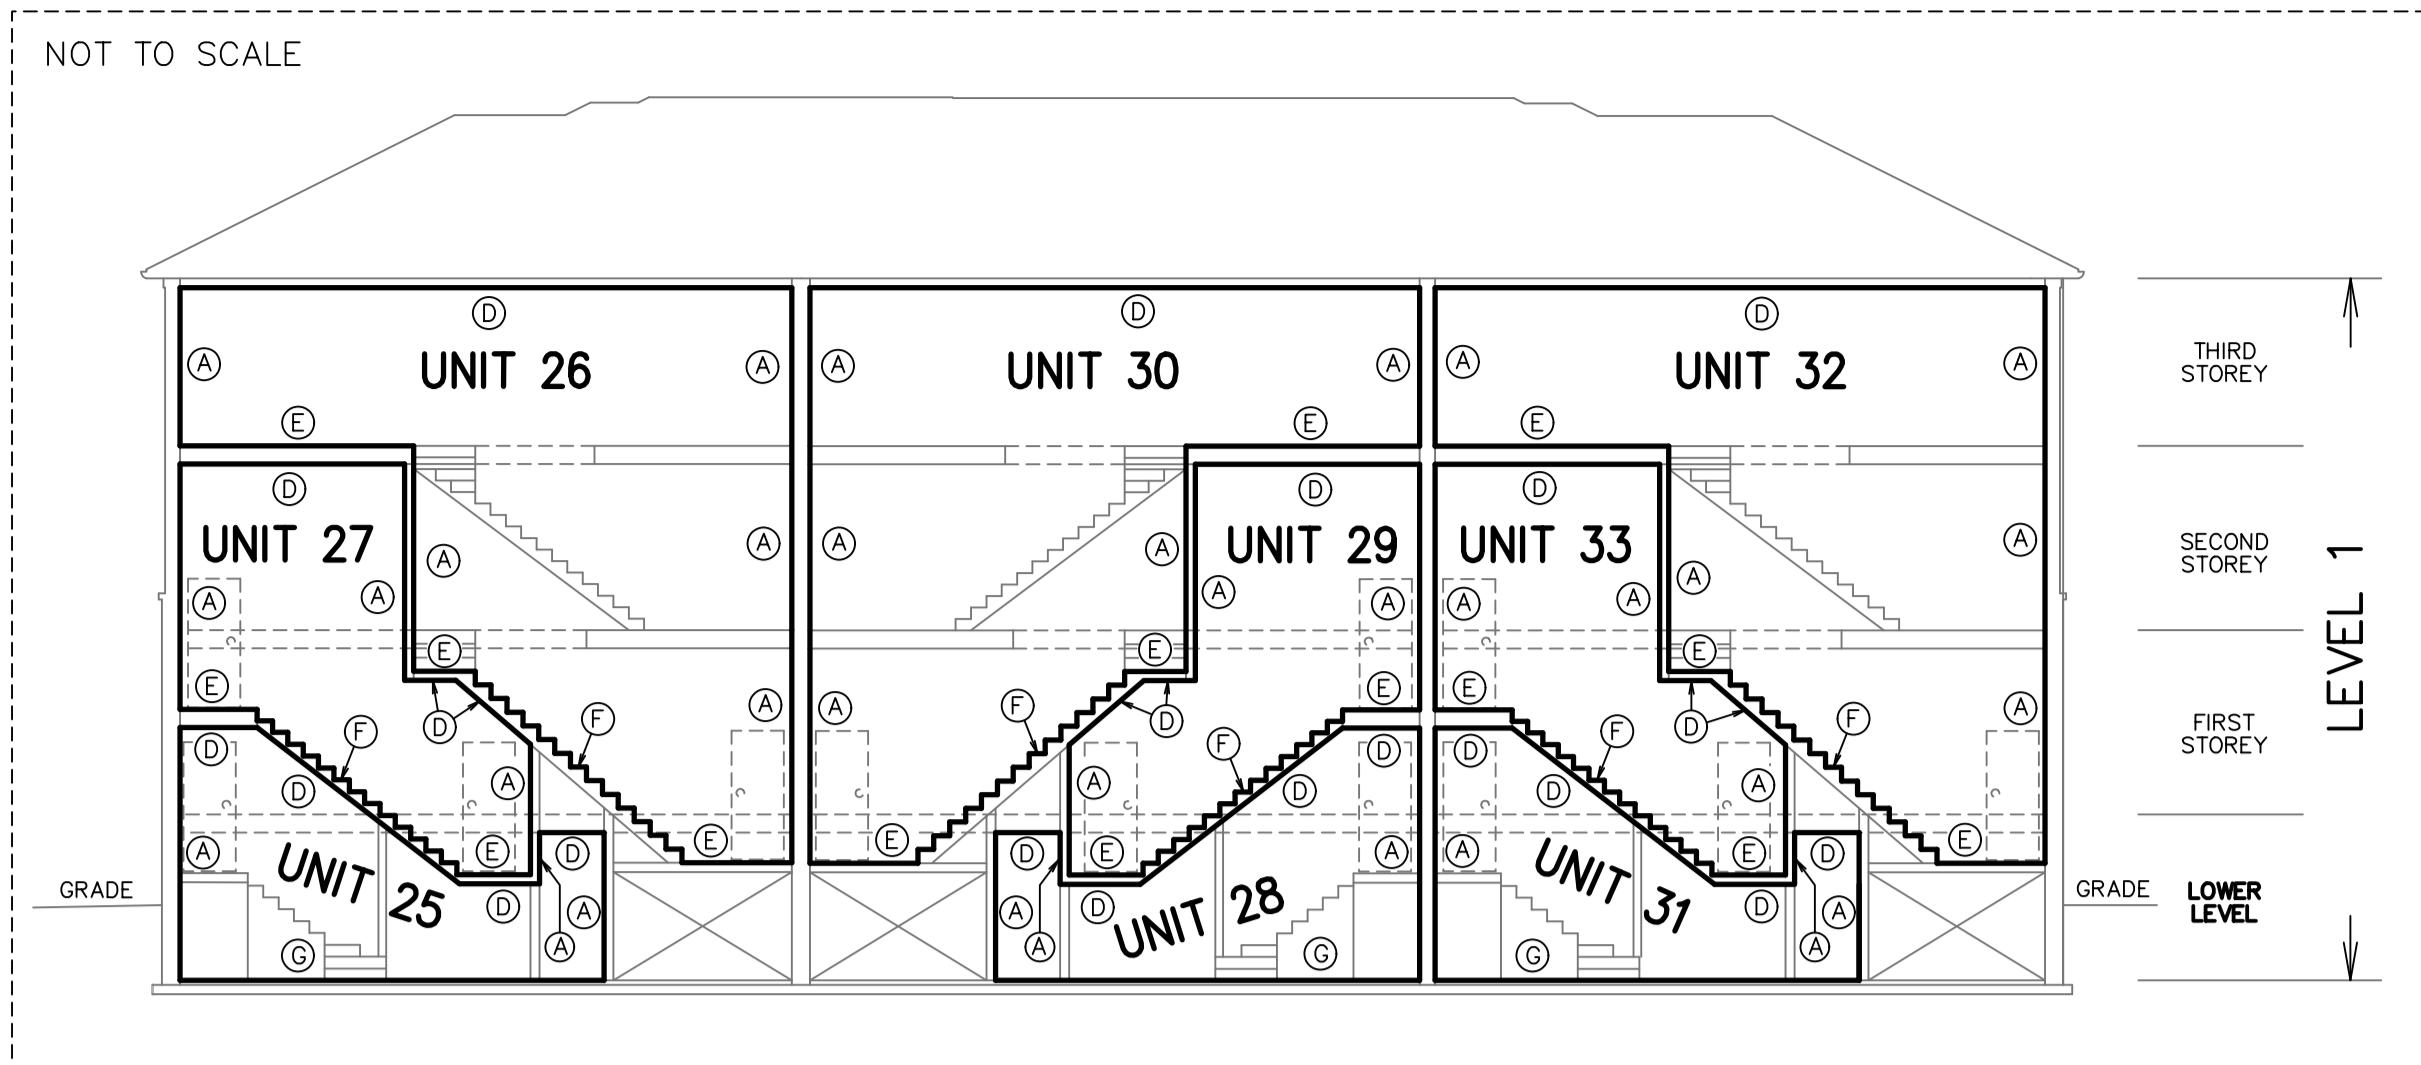 NOT TO SCALE
D
D
D
A
UNIT 26
A
A
UNIT 30
A
A
UNIT 32
A
THIRD
STOREY
E
E
E
D
D
D
UNIT 27
A
A
A
A
UNIT 29
UNIT 33
A
A
SECOND
STOREY
A
A
A
A
A
A
A
E
E
E
E
E
E
D
F
A
A
F
D
D
F
A
FIRST
STOREY
LEVEL 1
D
F
F
D
D
F
D
D
A
A
D
D
A
A
E
D
E
E
D
E
A
A
E
D
E
GRADE
UNIT 25
D
A
A
A
A
D
UNIT 28
UNIT 31
D
A
A
GRADE
LOWER
LEVEL
G
G
G